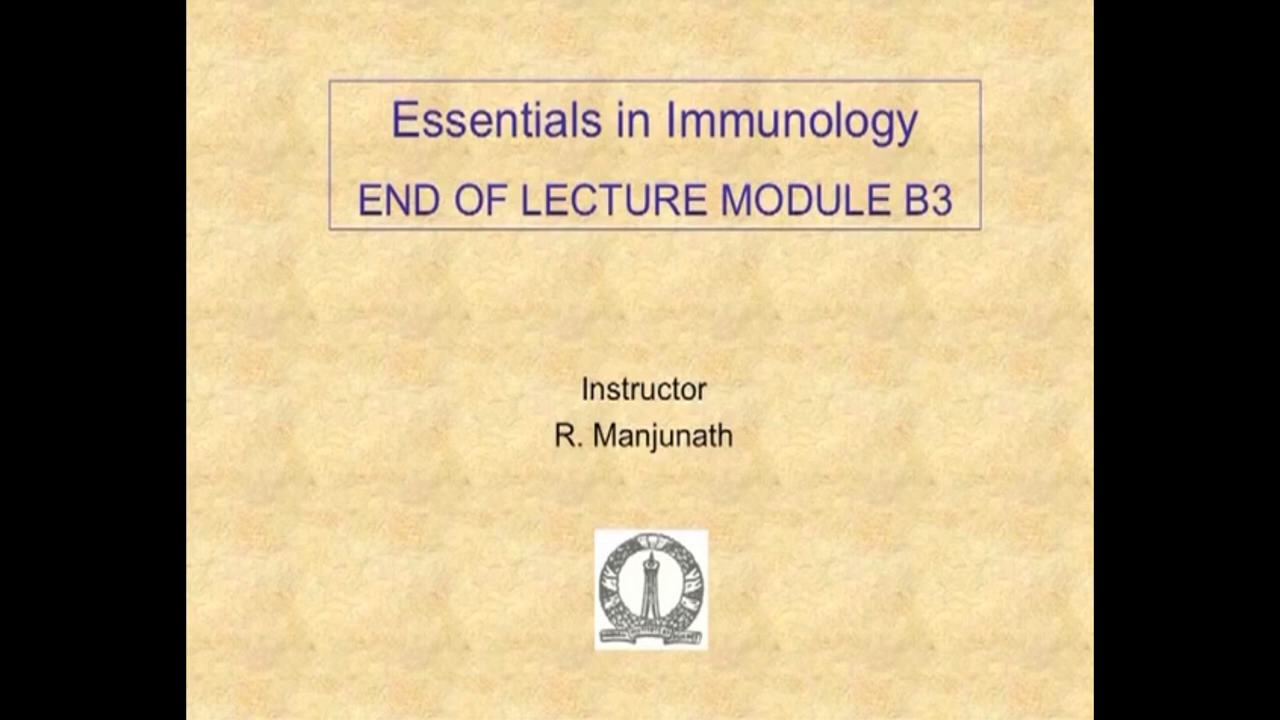 Essentials in Immunology
END OF LECTURE MODULE B3
Instructor
R. Manjunath